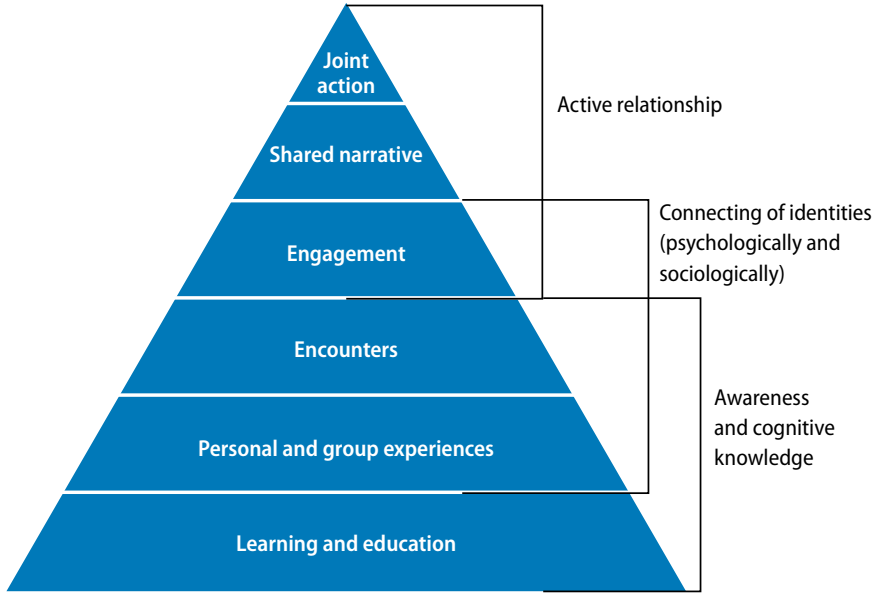 Joint
action
Shared narrative
Engagement
Encounters
Personal and group experiences
Learning and education
Active relationship
Connecting of identities
(psychologically and
sociologically)
Awareness
and cognitive
knowledge